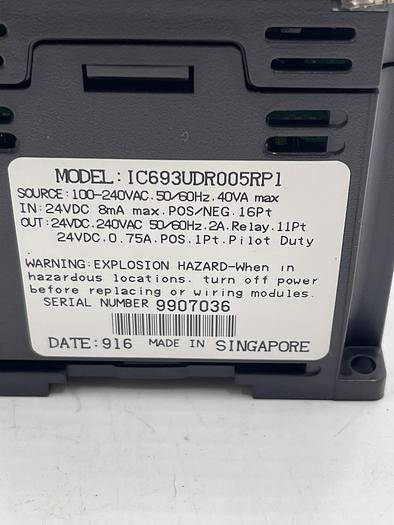 MODEL:IC693UDR005RP1
SOURCE:100-240VAC.50/60Hz.40VA max
IN:24VDC 8mA max.POS/NEG.16Pt
OUT:24VDC.240VAC 50/60Hz.2A.Relay.11Pt
24VDC.0.75A.POS.1Pt.Pilot Duty
WARNING:EXPLOSION HAZARD-When in
hazardous locations. turn off power
before replacing or wiring modules.
SERIAL NUMBER 9907036
DATE:916 MADE IN SINGAPORE